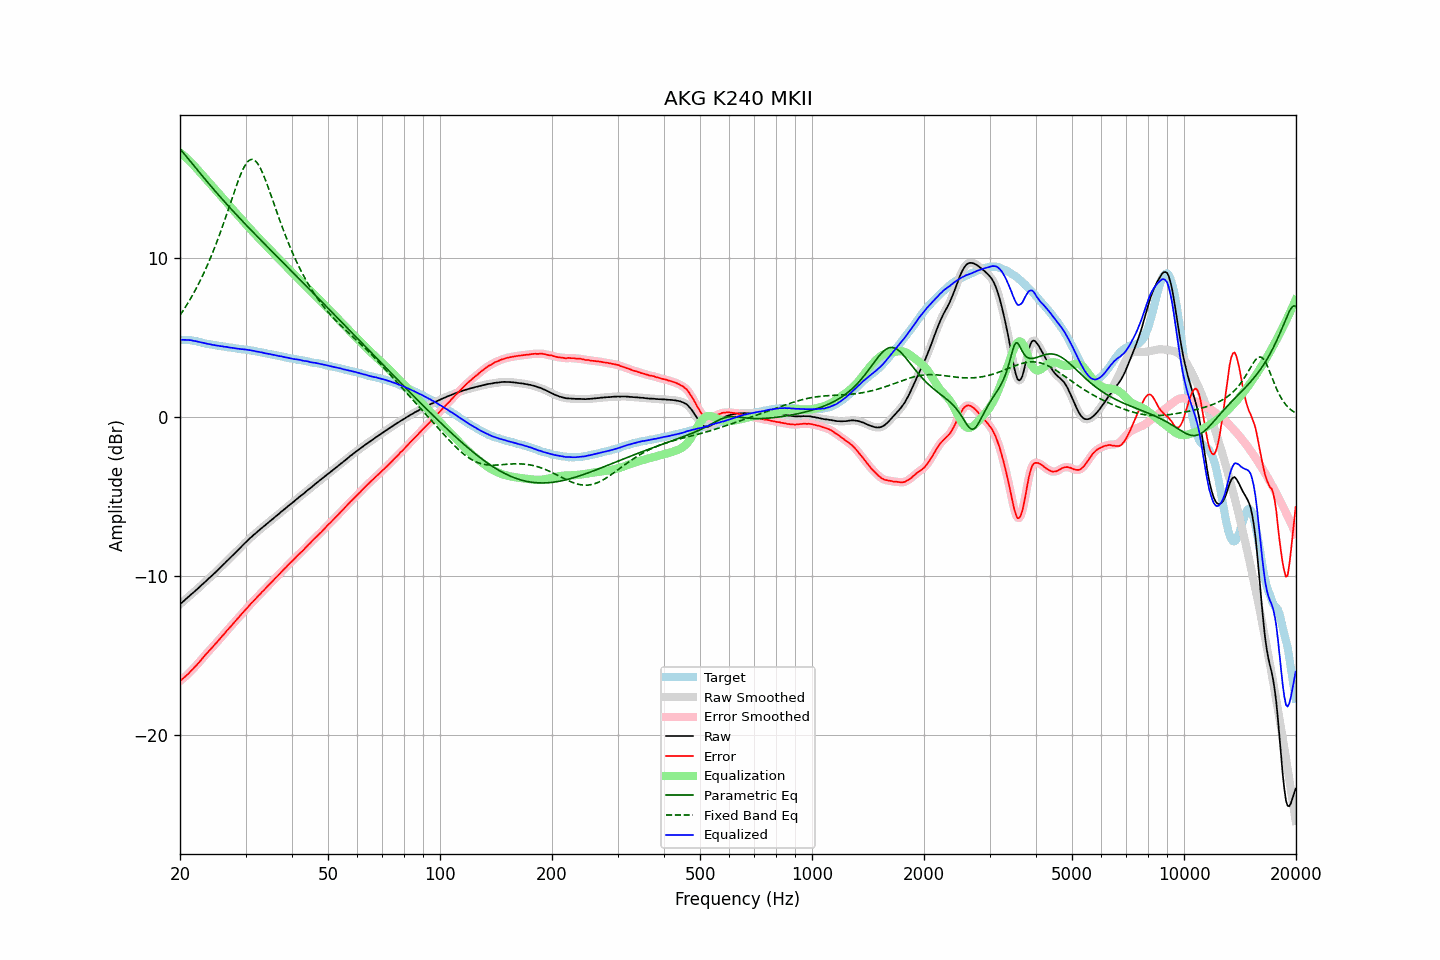 AKG K240 MKII
Amplitude (dBr)
10
0
−10
−20
20
50
100
200
500
1000
2000
5000
10000
20000
Frequency (Hz)
Target
Raw Smoothed
Error Smoothed
Raw
Error
Equalization
Parametric Eq
Fixed Band Eq
Equalized